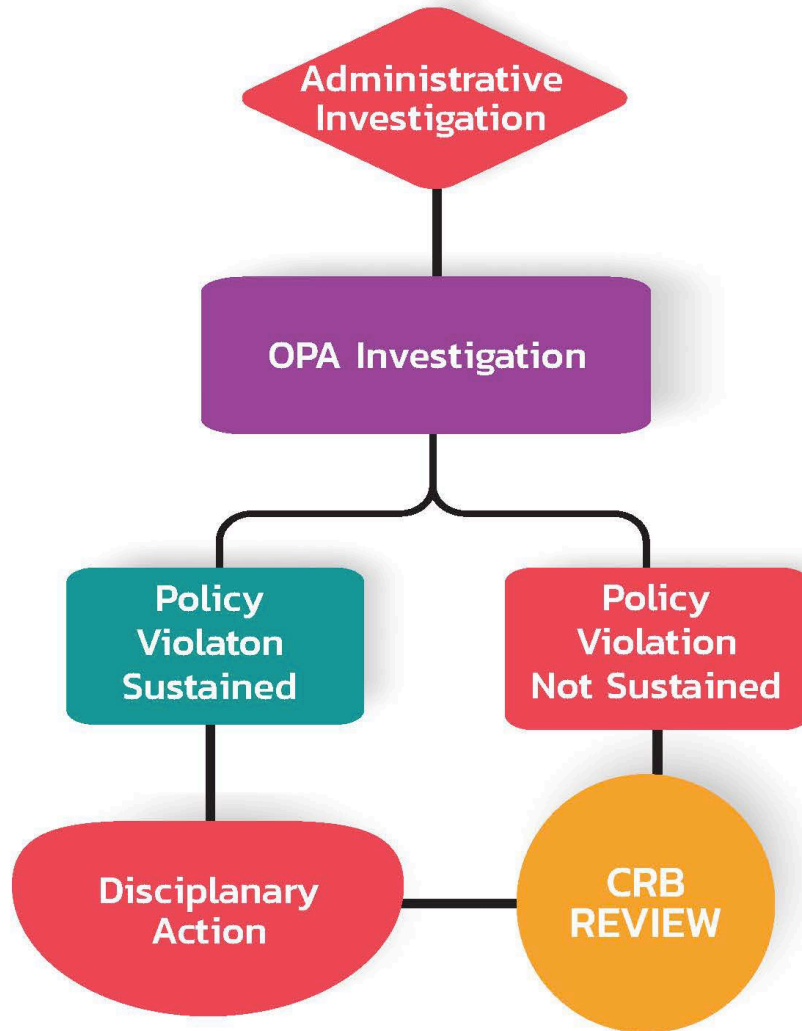 Administrative
Investigation
OPA Investigation
Policy
Violaton
Sustained
Policy
Violation
Not Sustained
Disciplanary
Action
CRB
REVIEW